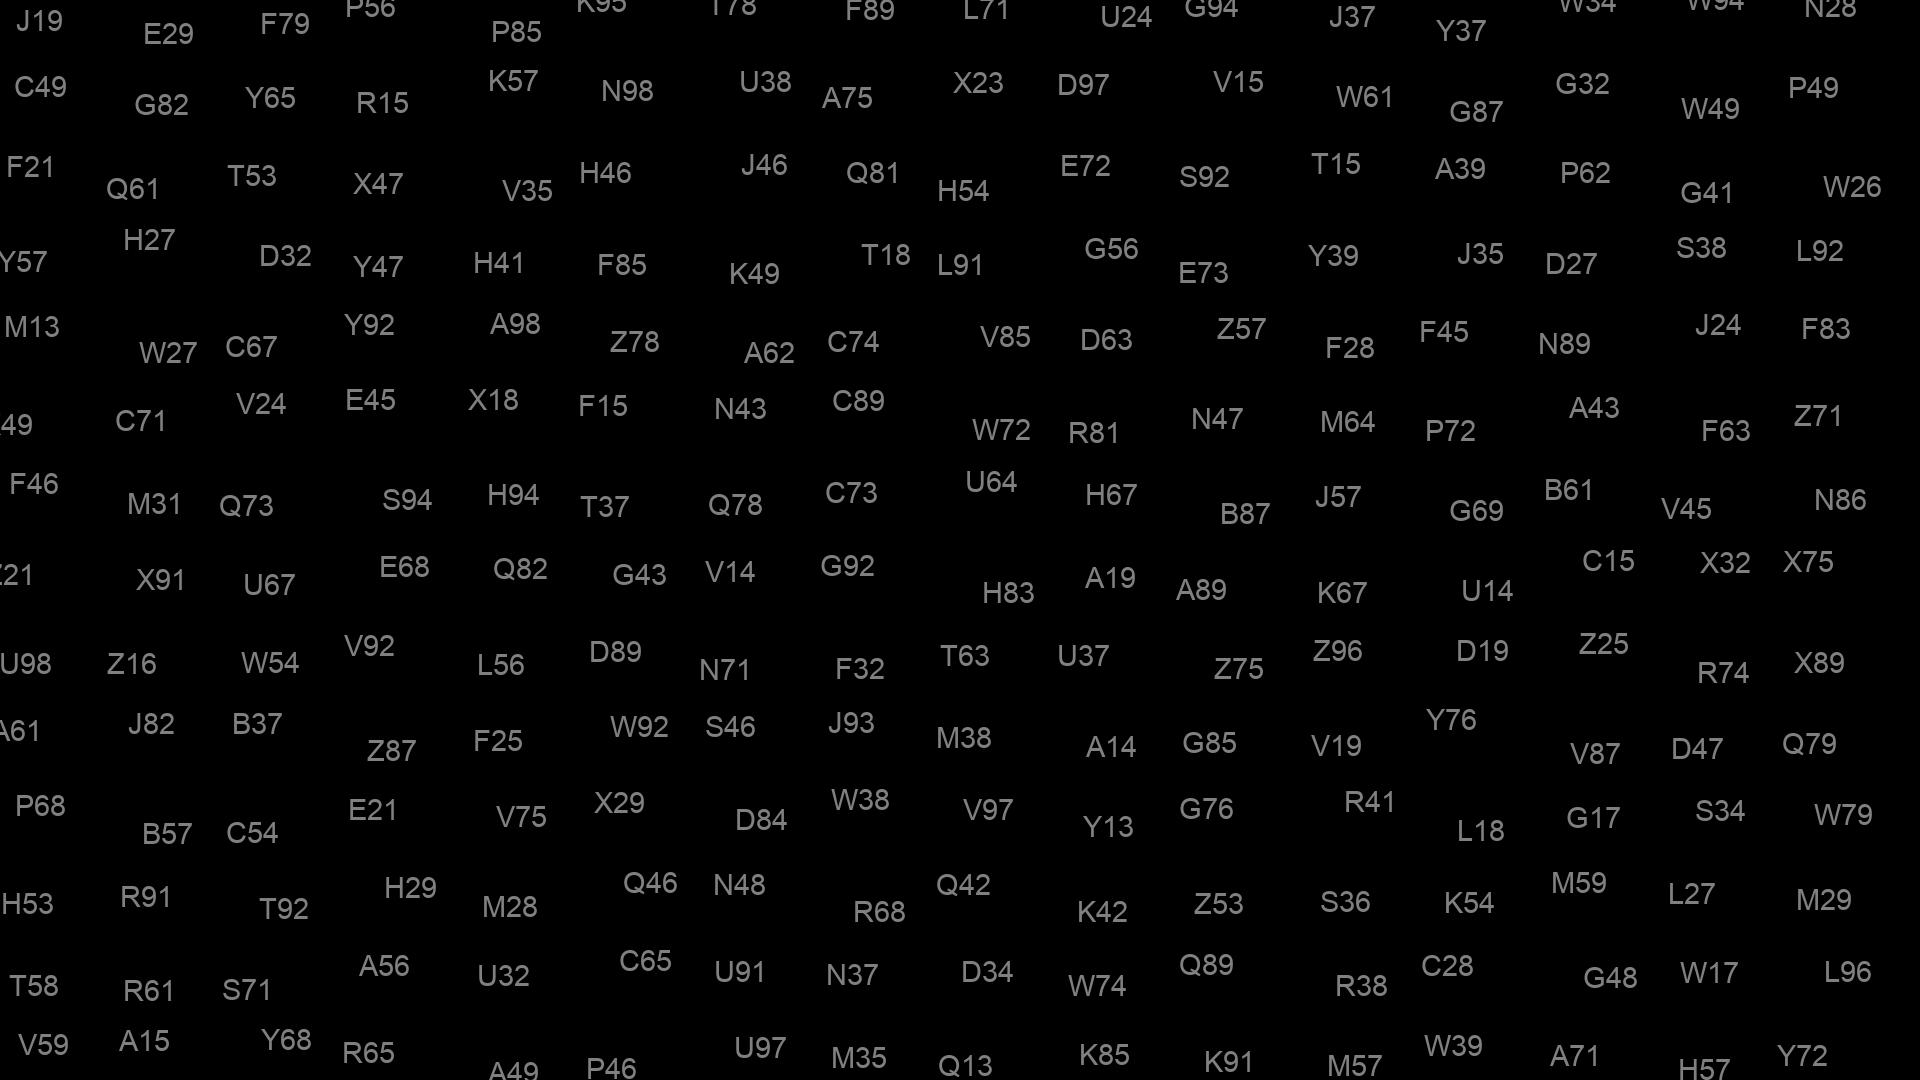 J19 E29 F79 P56 P85 K95 T78 F89 L71 U24 G94 J37 Y37 W34 W94 N28
C49 G82 Y65 R15 K57 N98 U38 A75 X23 D97 V15 W61 G87 G32 W49 P49
F21 Q61 T53 X47 V35 H46 J46 Q81 H54 E72 S92 T15 A39 P62 G41 W26
Y57 H27 D32 Y47 H41 F85 K49 T18 L91 G56 E73 Y39 J35 D27 S38 L92
M13 W27 C67 Y92 A98 Z78 A62 C74 V85 D63 Z57 F28 F45 N89 J24 F83
49 C71 V24 E45 X18 F15 N43 C89 W72 R81 N47 M64 P72 A43 F63 Z71
F46 M31 Q73 S94 H94 T37 Q78 C73 U64 H67 B87 J57 G69 B61 V45 N86
21 X91 U67 E68 Q82 G43 V14 G92 H83 A19 A89 K67 U14 C15 X32 X75
U98 Z16 W54 V92 L56 D89 N71 F32 T63 U37 Z75 Z96 D19 Z25 R74 X89
A61 J82 B37 Z87 F25 W92 S46 J93 M38 A14 G85 V19 Y76 V87 D47 Q79
P68 B57 C54 E21 V75 X29 D84 W38 V97 Y13 G76 R41 L18 G17 S34 W79
H53 R91 T92 H29 M28 Q46 N48 R68 Q42 K42 Z53 S36 K54 M59 L27 M29
T58 R61 S71 A56 U32 C65 U91 N37 D34 W74 Q89 R38 C28 G48 W17 L96
V59 A15 Y68 R65 A49 P46 U97 M35 Q13 K85 K91 M57 W39 A71 H57 Y72